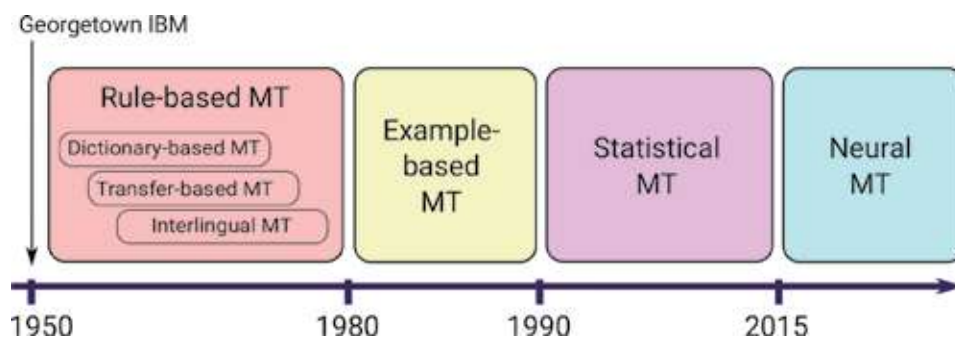 Georgetown IBM
Rule-based MT
Dictionary-based MT
Transfer-based MT
Interlingual MT
Example-
based
MT
Statistical
MT
Neural
MT
1950
1980
1990
2015